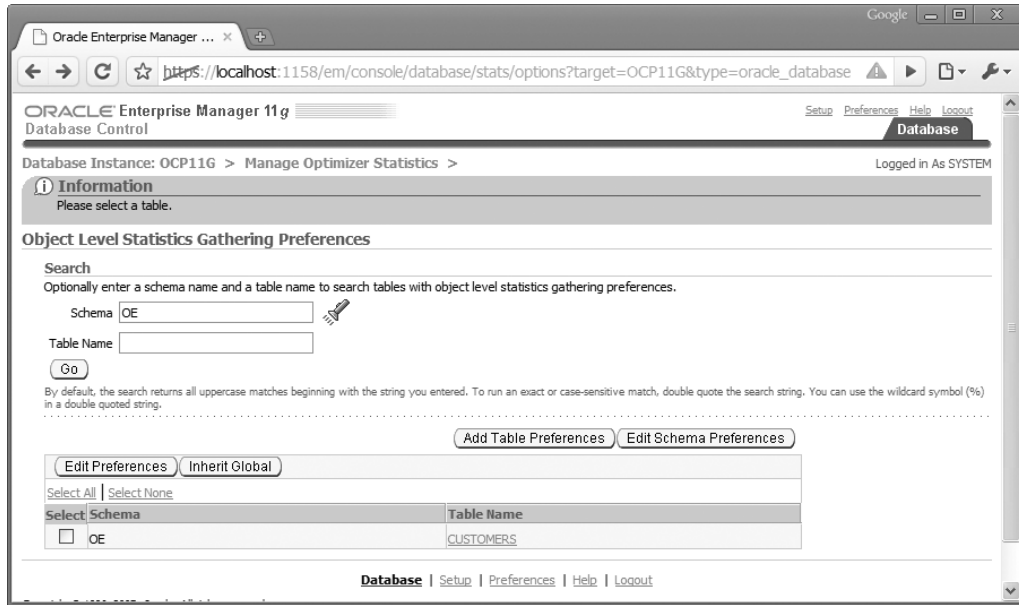 Google
Oracle Enterprise Manager ...
https://localhost:1158/em/console/database/stats/options?target=OCP11G&type=oracle_database
ORACLE Enterprise Manager 11g
Database Control
Setup Preferences Help Logout
Database
Database Instance: OCP11G > Manage Optimizer Statistics >
Logged in As SYSTEM
Information
Please select a table.
Object Level Statistics Gathering Preferences
Search
Optionally enter a schema name and a table name to search tables with object level statistics gathering preferences.
Schema OE
Table Name
Go
By default, the search returns all uppercase matches beginning with the string you entered. To run an exact or case-sensitive match, double quote the search string. You can use the wildcard symbol (%)
in a double quoted string.
Add Table Preferences Edit Schema Preferences
Edit Preferences Inherit Global
Select All | Select None
Select Schema Table Name
OE CUSTOMERS
Database | Setup | Preferences | Help | Logout